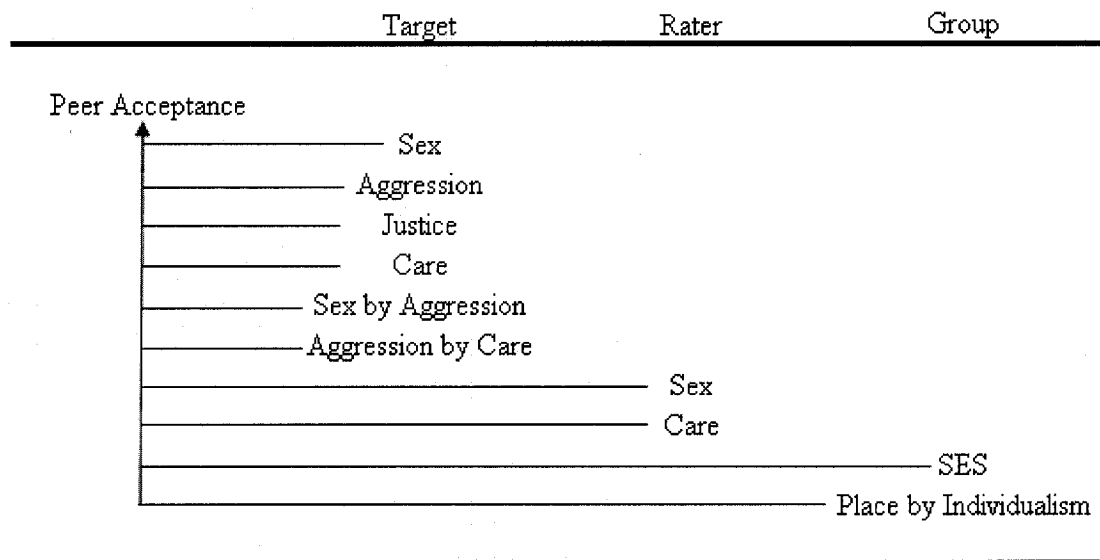 Target Rater Group
Peer Acceptance
Sex
Aggression
Justice
Care
Sex by Aggression
Aggression by Care
Sex
Care
SES
Place by Individualism